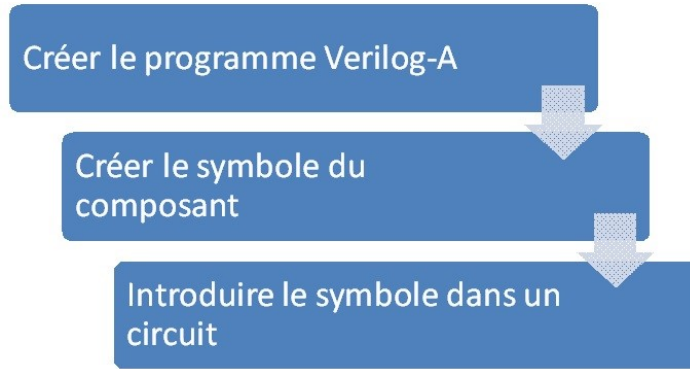 Créer le programme Verilog-A
Créer le symbole du
composant
Introduire le symbole dans un
circuit